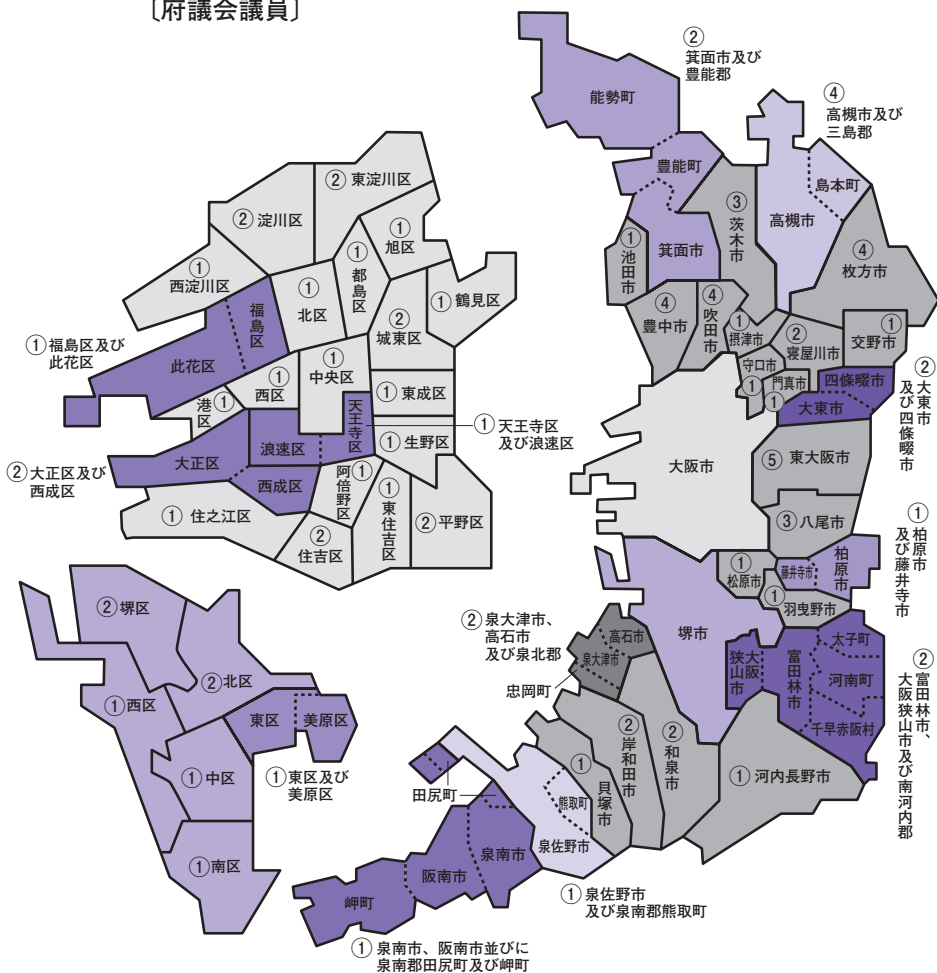 〔府議会議員〕
② 東淀川区
② 淀川区
① 旭区
① 西淀川区
① 都島区
① 北区
① 鶴見区
② 城東区
福島区
此花区
① 福島区及び
此花区
① 中央区
① 西区
① 東成区
港区 ①
天王寺区
① 天王寺区
及び浪速区
浪速区
① 生野区
大正区
西成区
② 大正区及び
西成区
阿倍野区 ①
① 東住吉区
② 平野区
① 住之江区
② 住吉区
② 堺区
② 北区
① 西区
東区
美原区
① 東区及び
美原区
① 中区
① 南区
②
箕面市及び
豊能郡
能勢町
豊能町
箕面市
④
高槻市及び
三島郡
島本町
高槻市
③ 茨木市
① 池田市
④ 枚方市
④ 豊中市
④ 吹田市
① 摂津市
② 寝屋川市
① 交野市
守口市
①
門真市
①
四條畷市
大東市
② 大東市
及び四條畷市
大阪市
⑤ 東大阪市
③ 八尾市
① 柏原市
及び藤井寺市
柏原市
藤井寺市
① 松原市
① 羽曳野市
堺市
② 泉大津市、
高石市
及び泉北郡
高石市
泉大津市
忠岡町
大阪
狭山市
富田林市
太子町
河南町
千早赤阪村
② 富田林市、
大阪狭山市及び南河内郡
② 岸和田市
② 和泉市
① 河内長野市
① 貝塚市
熊取町
泉佐野市
田尻町
泉南市
阪南市
岬町
① 泉佐野市
及び泉南郡熊取町
① 泉南市、阪南市並びに
泉南郡田尻町及び岬町